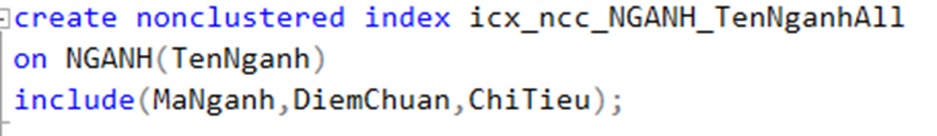 create nonclustered index icx_ncc_NGANH_TenNganhAll
on NGANH(TenNganh)
include(MaNganh,DiemChuan,ChiTieu);